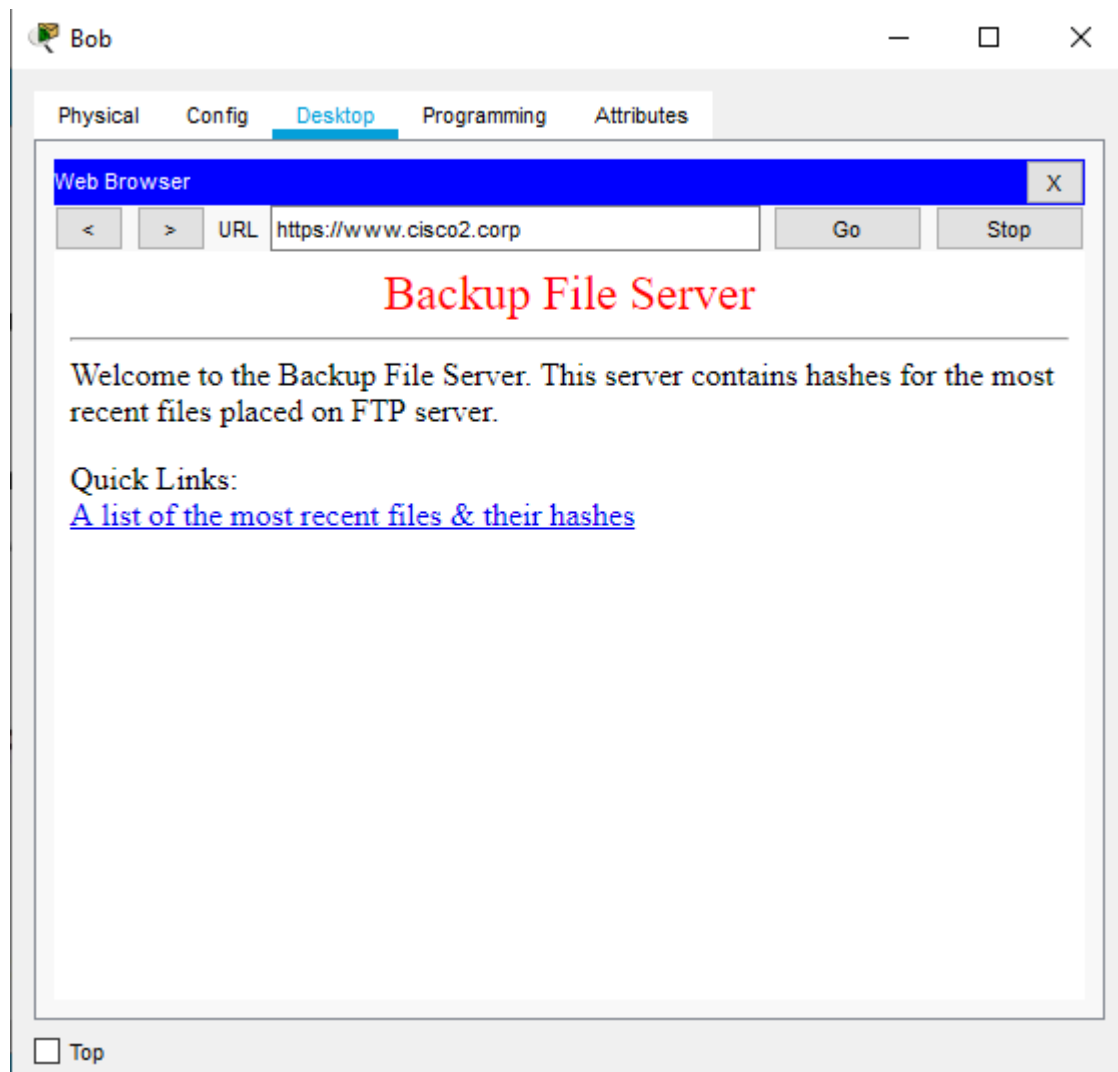 Bob
Physical Config Desktop Programming Attributes
Web Browser X
< > URL https://www.cisco2.corp Go Stop
Backup File Server
Welcome to the Backup File Server. This server contains hashes for the most
recent files placed on FTP server.
Quick Links:
A list of the most recent files & their hashes
Top